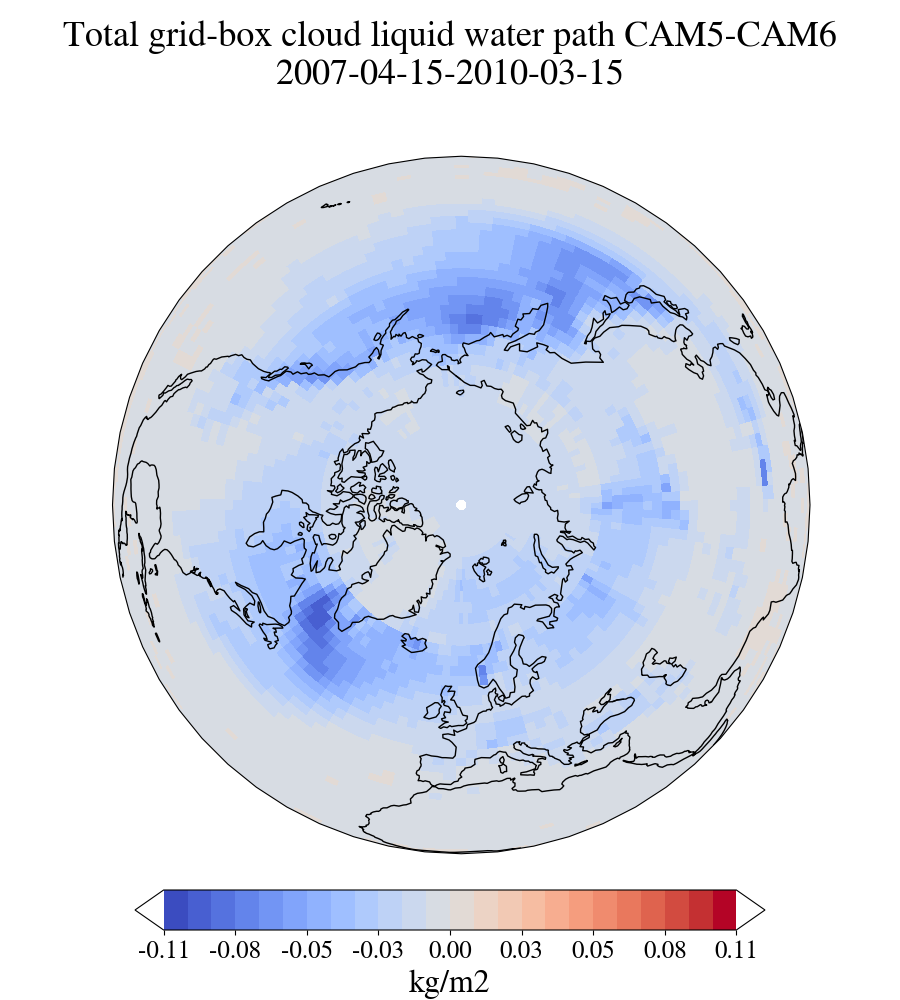 Total grid-box cloud liquid water path CAM5-CAM6
2007-04-15-2010-03-15
-0.11 -0.08 -0.05 -0.03 0.00 0.03 0.05 0.08 0.11
kg/m2